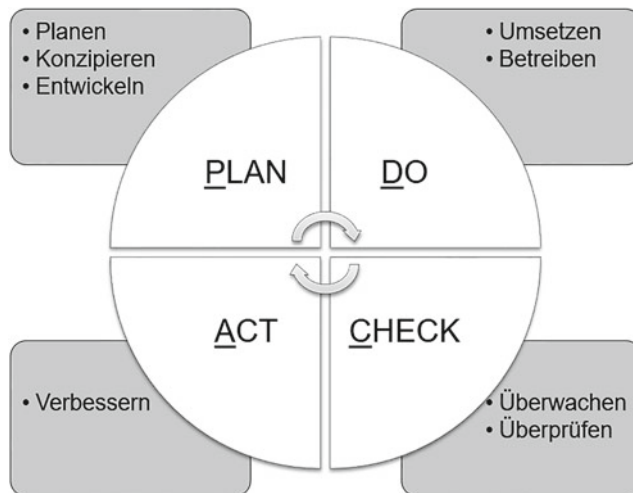 • Planen
• Konzipieren
• Entwickeln
• Umsetzen
• Betreiben
PLAN
DO
ACT
CHECK
• Verbessern
• Überwachen
• Überprüfen